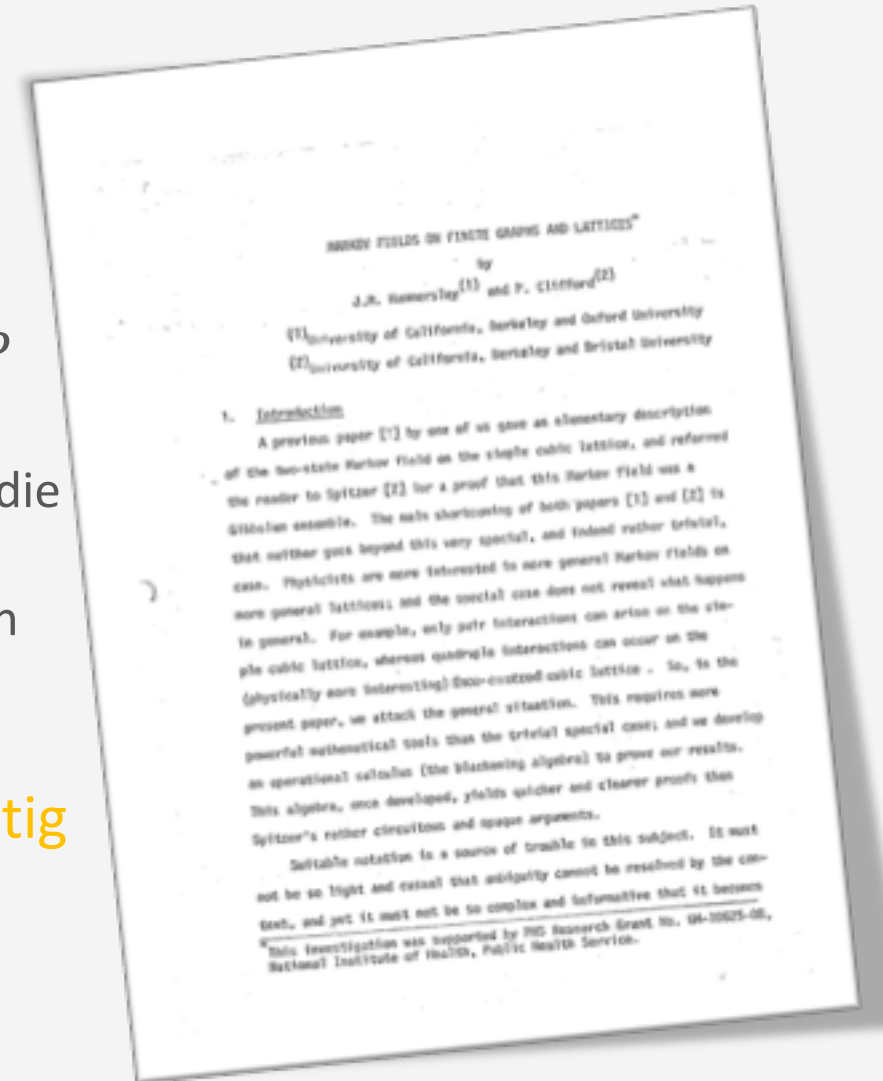 p
die
n
tig
MARKOV FIELDS ON FINITE GRAPHS AND LATTICES*
by
J.M. Hammersley(1) and P. Clifford(2)
(1)University of California, Berkeley and Oxford University
(2)University of California, Berkeley and Bristol University
1. Introduction
A previous paper [1] by one of us gave an elementary description
of the two-state Markov field on the simple cubic lattice, and referred
the reader to Spitzer [2] for a proof that this Markov field was a
Gibbsian ensemble. The main shortcoming of both papers [1] and [2] is
that neither goes beyond this very special, and indeed rather trivial,
case. Physicists are more interested in more general Markov fields on
more general lattices; and the special case does not reveal what happens
in general. For example, only pair interactions can arise on the sim-
ple cubic lattice, whereas quadruple interactions can occur on the
(physically more interesting) face-centred cubic lattice. So, in the
present paper, we attack the general situation. This requires more
powerful mathematical tools than the trivial special case; and we develop
an operational calculus (the blackening algebra) to prove our results.
This algebra, once developed, yields quicker and clearer proofs than
Spitzer's rather circuitous and opaque arguments.
Suitable notation is a source of trouble in this subject. It must
not be so light and casual that ambiguity cannot be resolved by the con-
text, and yet it must not be so complex and informative that it becomes
*This investigation was supported by PHS Research Grant No.
National Institute of Health, Public Health Service.